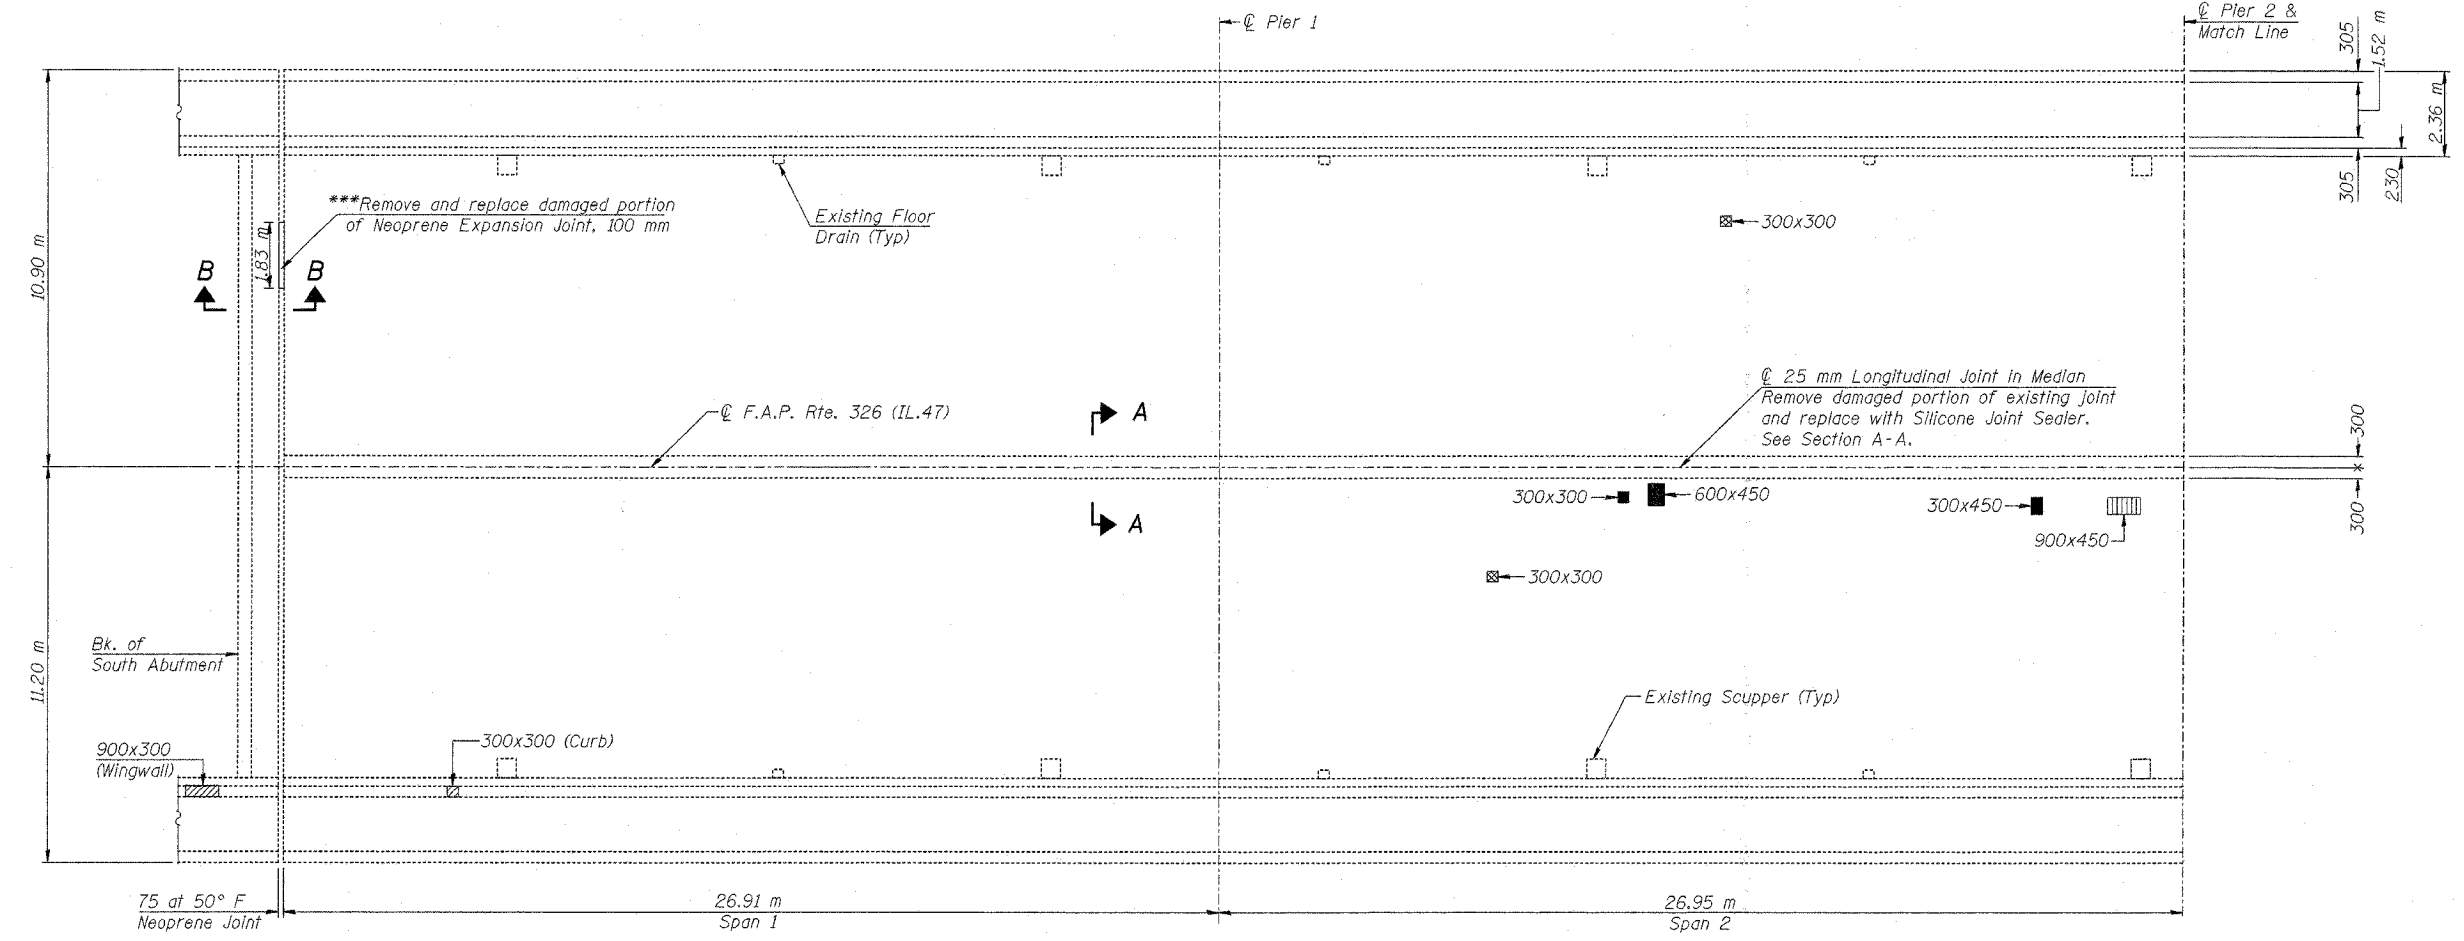 ℄ Pier 1
℄ Pier 2 &
Match Line
305
1.52 m
2.36 m
305
230
10.90 m
***Remove and replace damaged portion
of Neoprene Expansion Joint, 100 mm
1.83 m
B
B
Existing Floor
Drain (Typ)
300x300
℄ F.A.P. Rte. 326 (IL.47)
A
A
℄ 25 mm Longitudinal Joint in Median
Remove damaged portion of existing joint
and replace with Silicone Joint Sealer.
See Section A-A.
300
300
300x300
600x450
300x450
900x450
300x300
11.20 m
Bk. of
South Abutment
Existing Scupper (Typ)
900x300
(Wingwall)
300x300 (Curb)
75 at 50° F
Neoprene Joint
26.91 m
Span 1
26.95 m
Span 2